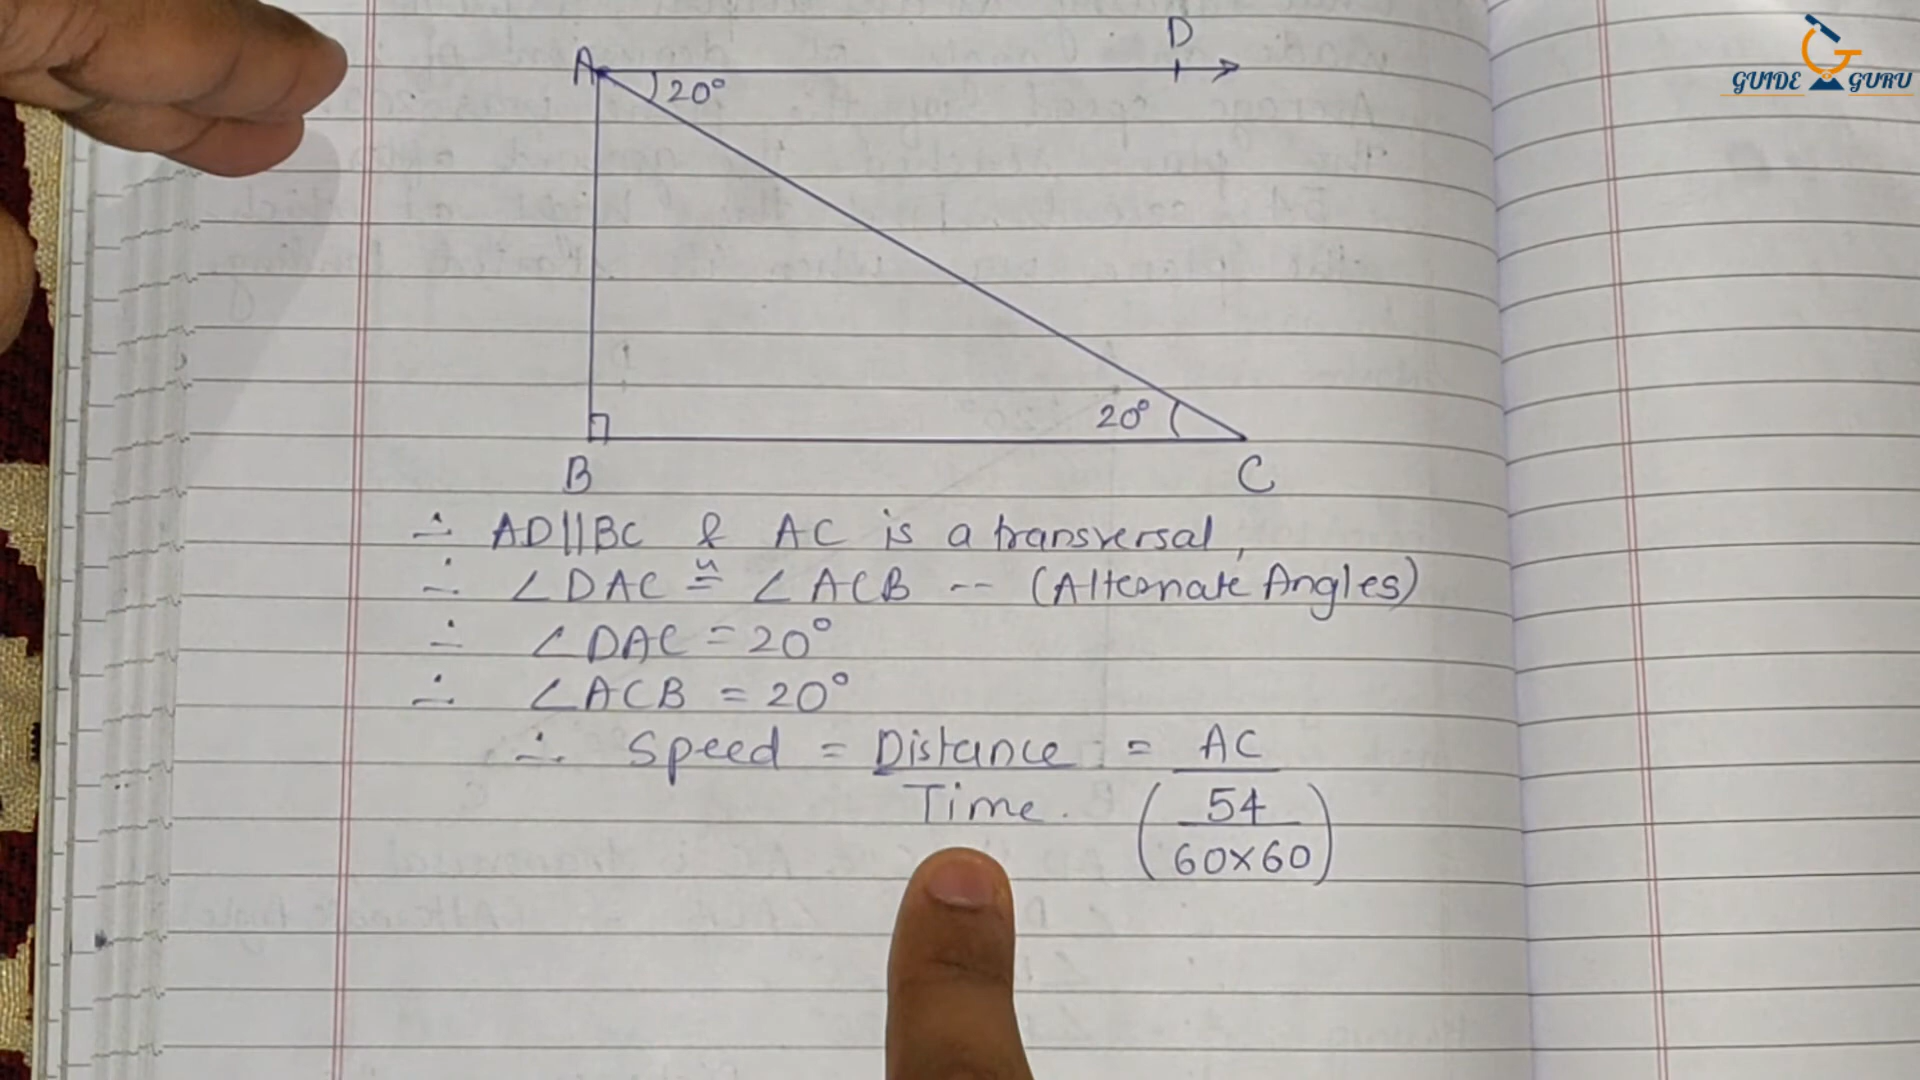 D
A
20°
20°
B
C
∴ AD||BC & AC is a transversal,
∴ ∠DAC ≅ ∠ACB -- (Alternate Angles)
∴ ∠DAC = 20°
∴ ∠ACB = 20°
∴ Speed = Distance / Time. = AC / (54 / 60×60)
GUIDE GURU